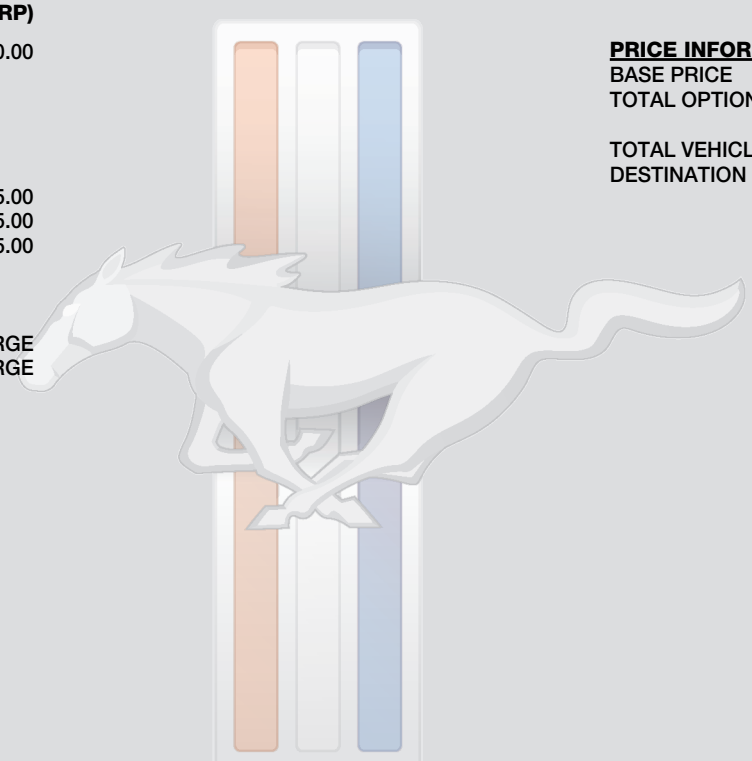 RP)
0.00
5.00
5.00
5.00
RGE
RGE
PRICE INFOR
BASE PRICE
TOTAL OPTION
TOTAL VEHICL
DESTINATION